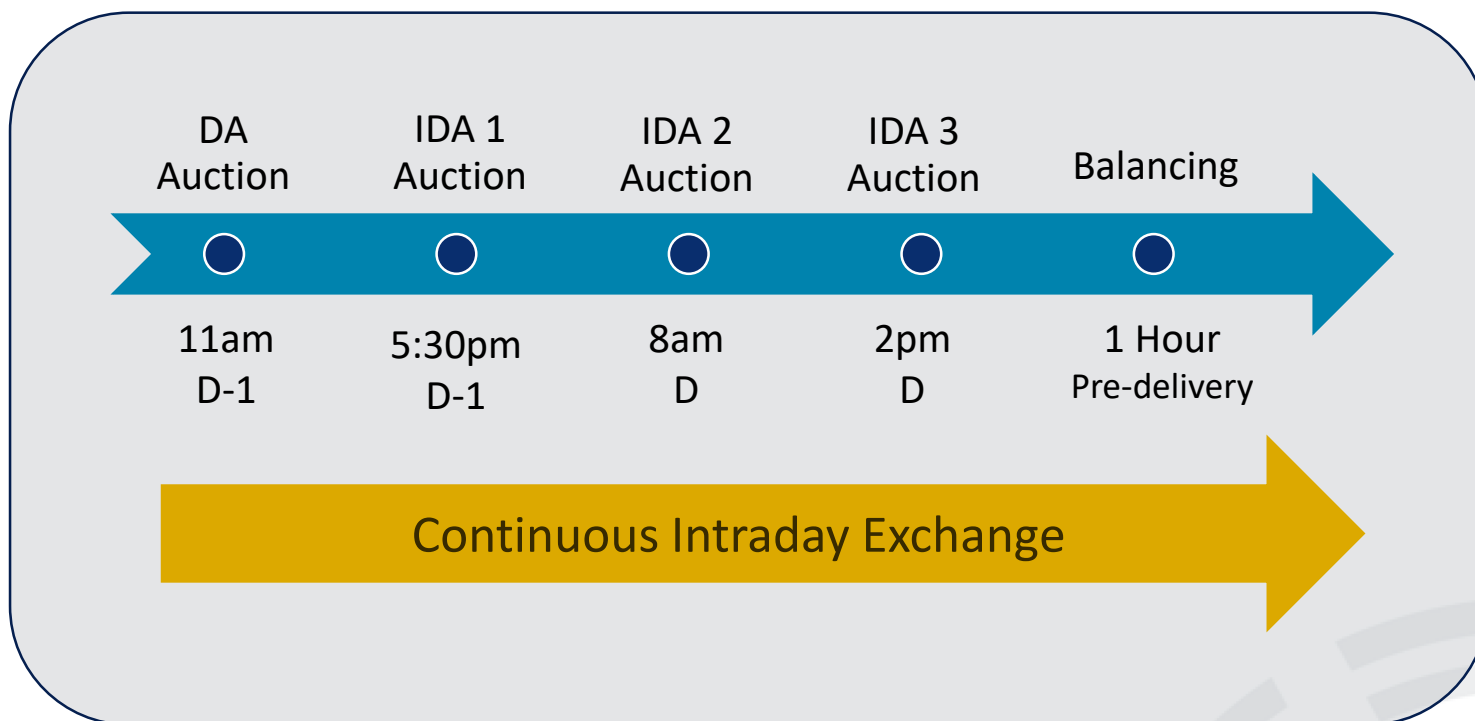 DA
Auction
IDA 1
Auction
IDA 2
Auction
IDA 3
Auction
Balancing
11am
D-1
5:30pm
D-1
8am
D
2pm
D
1 Hour
Pre-delivery
Continuous Intraday Exchange